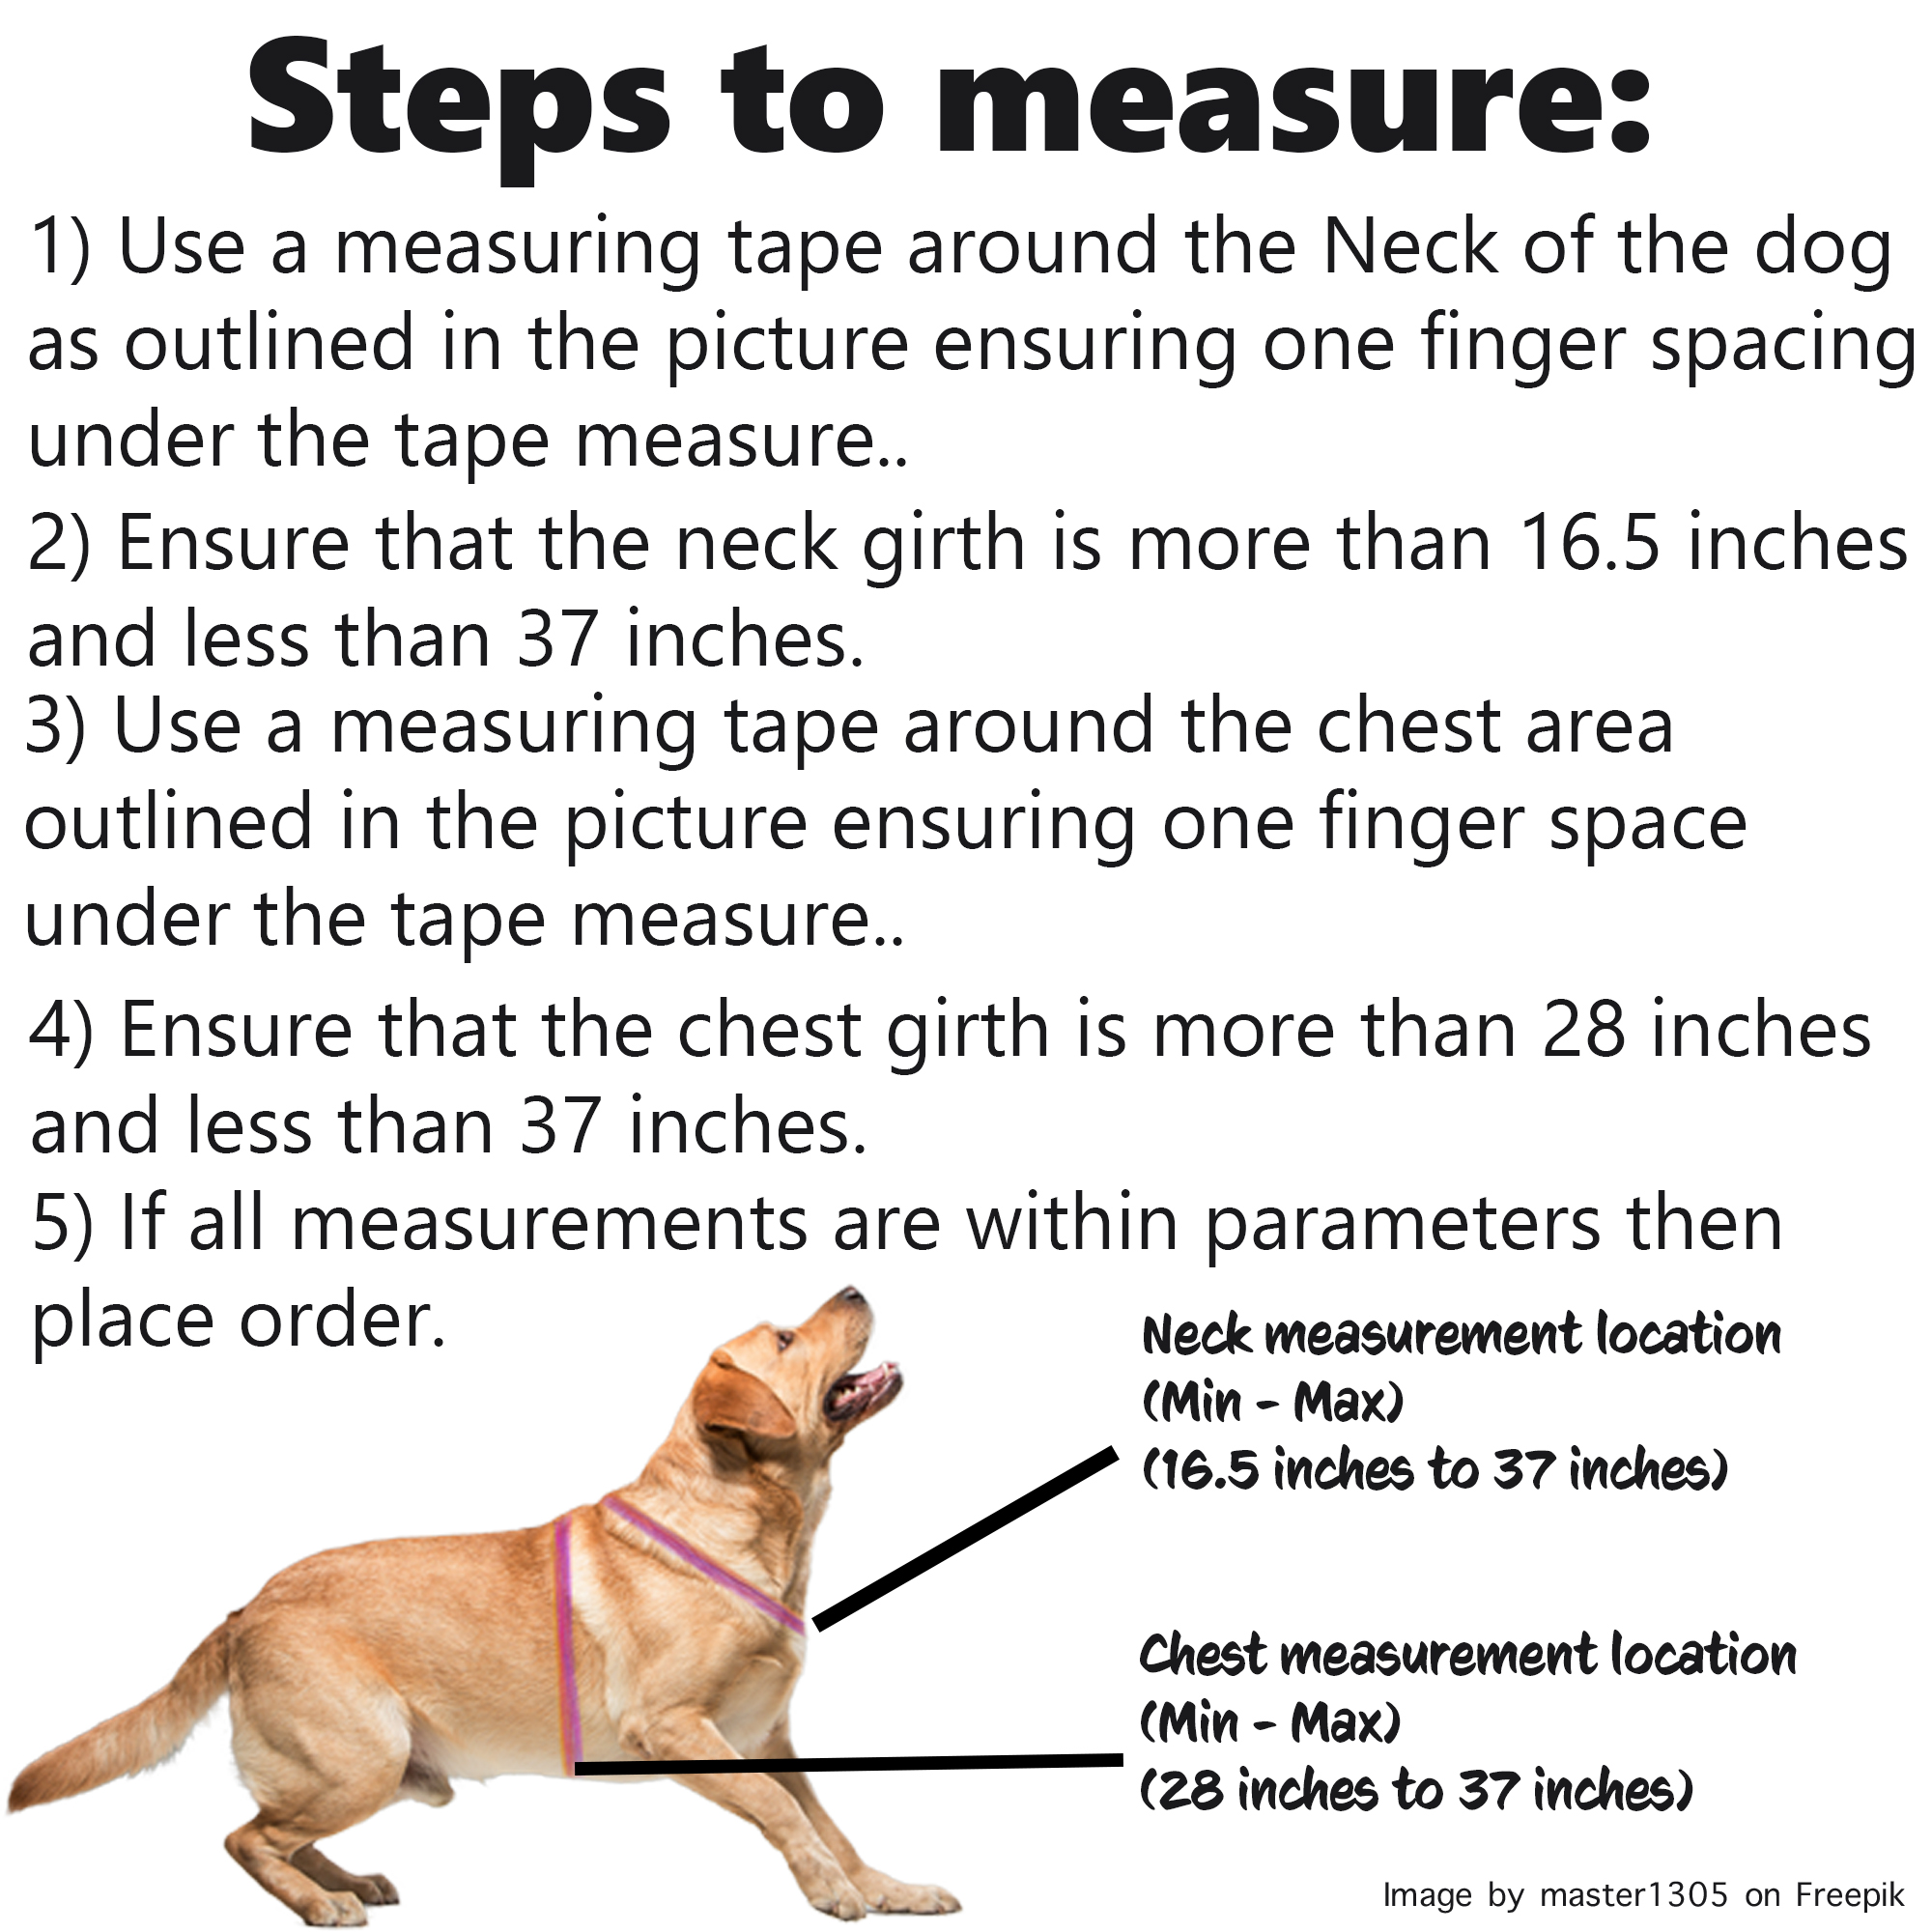 Steps to measure:
1) Use a measuring tape around the Neck of the dog
as outlined in the picture ensuring one finger spacing
under the tape measure..
2) Ensure that the neck girth is more than 16.5 inches
and less than 37 inches.
3) Use a measuring tape around the chest area
outlined in the picture ensuring one finger space
under the tape measure..
4) Ensure that the chest girth is more than 28 inches
and less than 37 inches.
5) If all measurements are within parameters then
place order.
Neck measurement location
(Min - Max)
(16.5 inches to 37 inches)
Chest measurement location
(Min - Max)
(28 inches to 37 inches)
Image by master1305 on Freepik